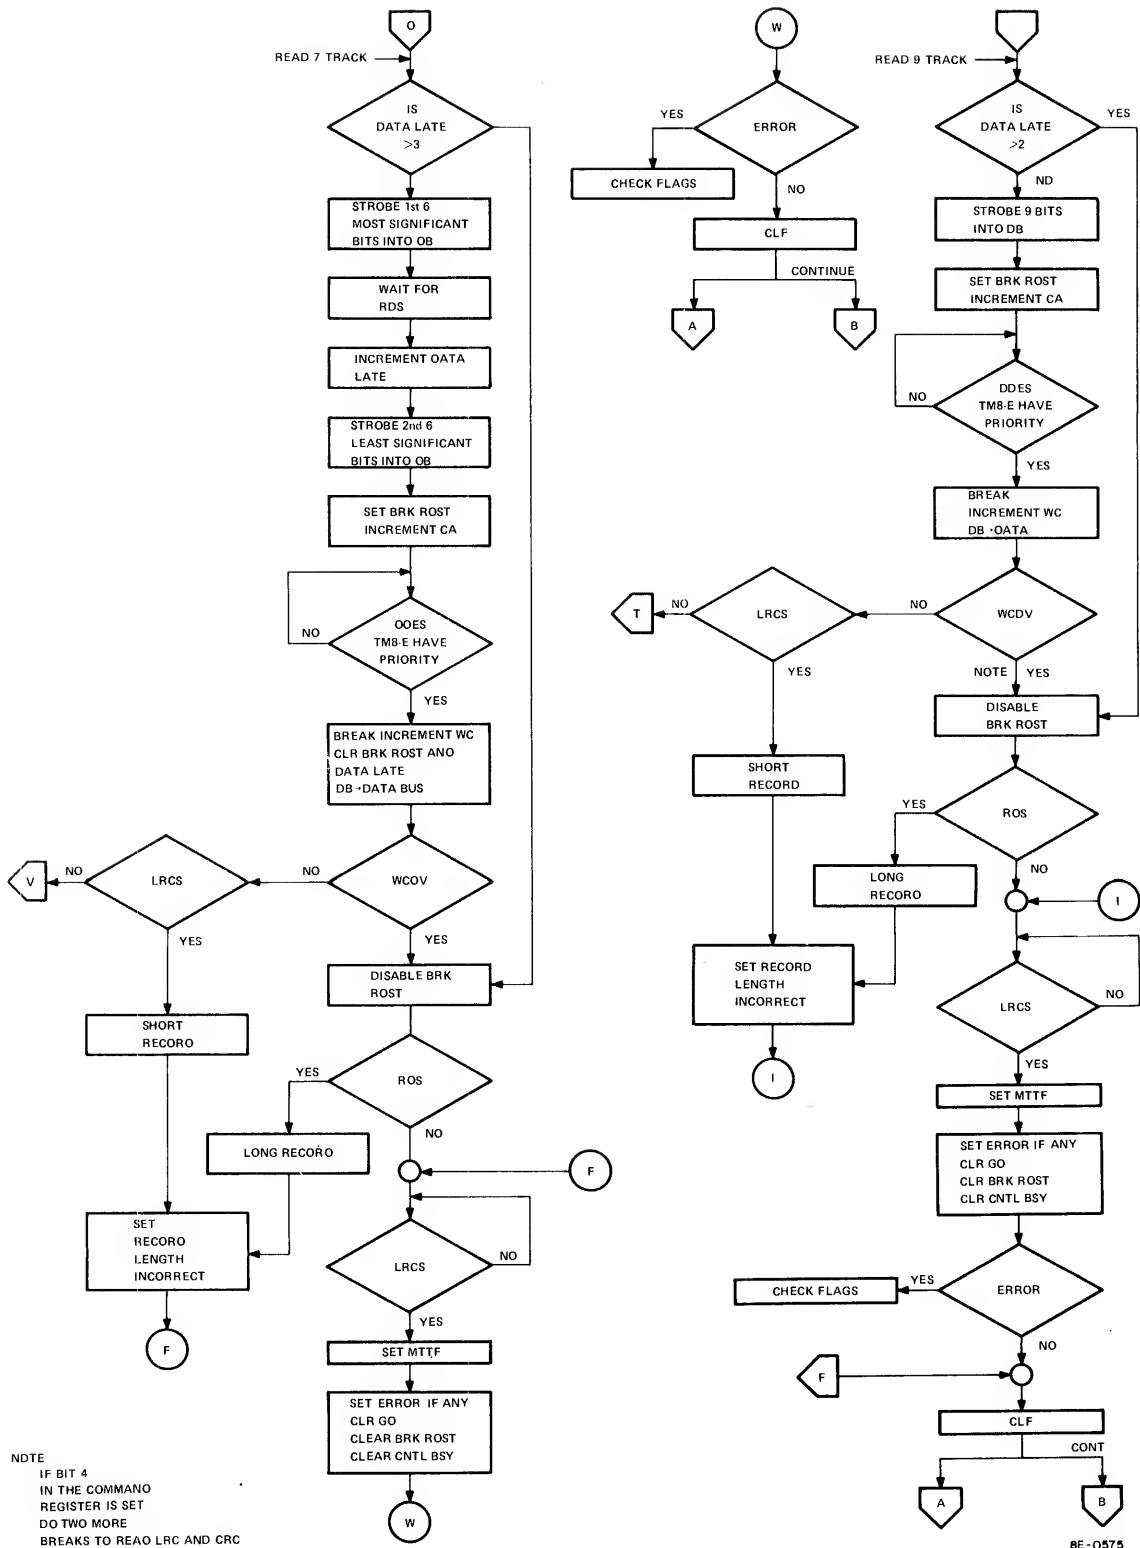 O
READ 7 TRACK
IS
DATA LATE
>3
STROBE 1st 6
MOST SIGNIFICANT
BITS INTO OB
WAIT FOR
RDS
INCREMENT OATA
LATE
STROBE 2nd 6
LEAST SIGNIFICANT
BITS INTO OB
SET BRK ROST
INCREMENT CA
OOES
TM8-E HAVE
PRIORITY
NO
YES
BREAK INCREMENT WC
CLR BRK ROST ANO
DATA LATE
DB→DATA BUS
WCOV
NO
LRCS
NO
V
YES
YES
DISABLE BRK
ROST
SHORT
RECORO
ROS
YES
NO
LONG RECORO
F
SET
RECORO
LENGTH
INCORRECT
F
LRCS
NO
YES
SET MTTF
SET ERROR IF ANY
CLR GO
CLEAR BRK ROST
CLEAR CNTL BSY
W
NDTE
IF BIT 4
IN THE COMMANO
REGISTER IS SET
DO TWO MORE
BREAKS TO REAO LRC AND CRC
W
ERROR
YES
CHECK FLAGS
NO
CLF
CONTINUE
A
B
READ 9 TRACK
IS
DATA LATE
>2
YES
ND
STROBE 9 BITS
INTO DB
SET BRK ROST
INCREMENT CA
DDES
TM8-E HAVE
PRIORITY
NO
YES
BREAK
INCREMENT WC
DB→OATA
WCDV
NO
LRCS
NO
T
YES
NOTE YES
DISABLE
BRK ROST
SHORT
RECORD
ROS
YES
NO
LONG
RECORO
I
SET RECORD
LENGTH
INCORRECT
I
LRCS
NO
YES
SET MTTF
SET ERROR IF ANY
CLR GO
CLR BRK ROST
CLR CNTL BSY
ERROR
YES
CHECK FLAGS
NO
F
CLF
CONT
A
B
8E-0575